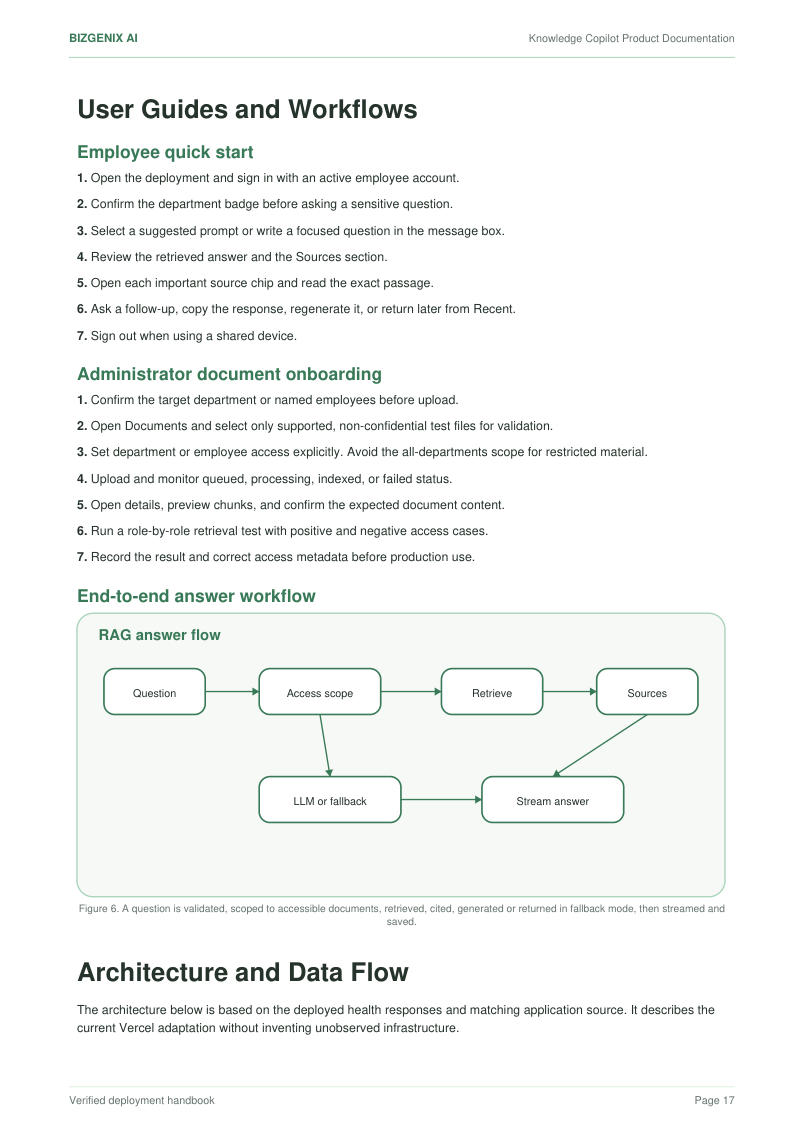 BIZGENIX AI
Knowledge Copilot Product Documentation
User Guides and Workflows
Employee quick start
1. Open the deployment and sign in with an active employee account.
2. Confirm the department badge before asking a sensitive question.
3. Select a suggested prompt or write a focused question in the message box.
4. Review the retrieved answer and the Sources section.
5. Open each important source chip and read the exact passage.
6. Ask a follow-up, copy the response, regenerate it, or return later from Recent.
7. Sign out when using a shared device.
Administrator document onboarding
1. Confirm the target department or named employees before upload.
2. Open Documents and select only supported, non-confidential test files for validation.
3. Set department or employee access explicitly. Avoid the all-departments scope for restricted material.
4. Upload and monitor queued, processing, indexed, or failed status.
5. Open details, preview chunks, and confirm the expected document content.
6. Run a role-by-role retrieval test with positive and negative access cases.
7. Record the result and correct access metadata before production use.
End-to-end answer workflow
RAG answer flow
Question
Access scope
Retrieve
Sources
LLM or fallback
Stream answer
Figure 6. A question is validated, scoped to accessible documents, retrieved, cited, generated or returned in fallback mode, then streamed and
saved.
Architecture and Data Flow
The architecture below is based on the deployed health responses and matching application source. It describes the
current Vercel adaptation without inventing unobserved infrastructure.
Verified deployment handbook
Page 17